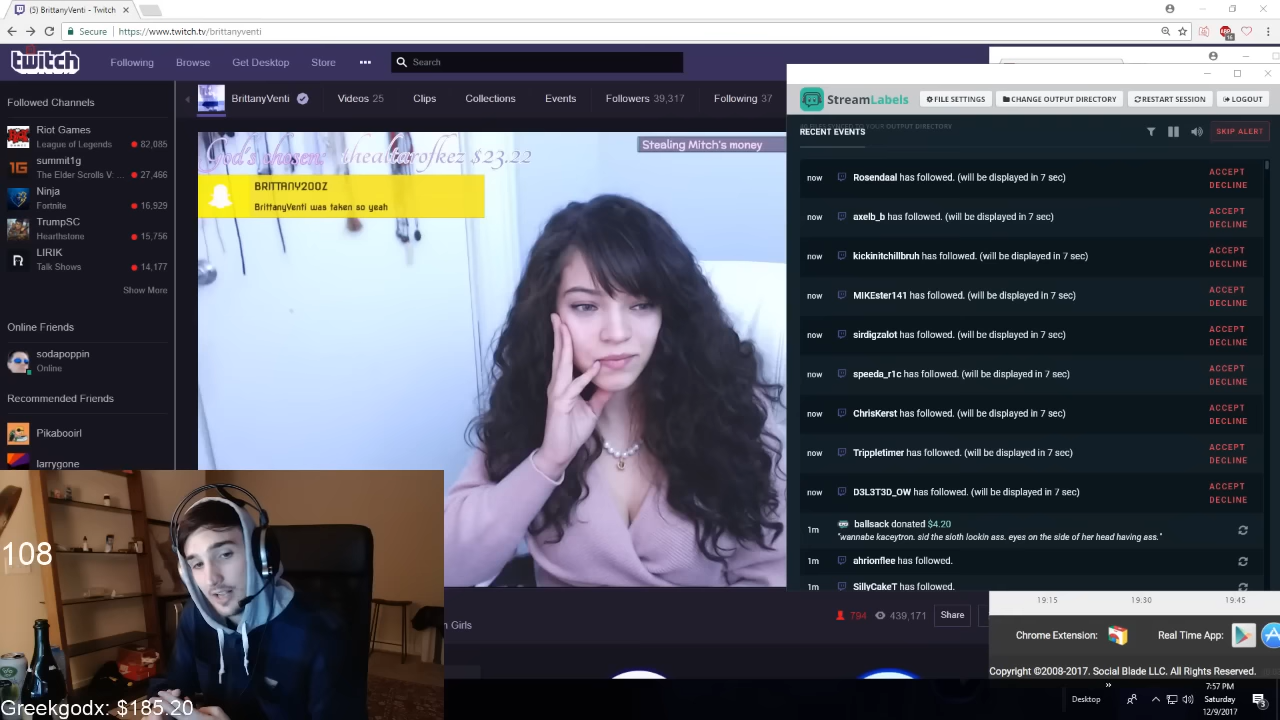 (5) BrittanyVenti - Twitch
Secure
https://www.twitch.tv/brittanyventi
twitch
Following
Browse
Get Desktop
Store
•••
Search
Followed Channels
Riot Games
League of Legends
82,085
summit1g
The Elder Scrolls V: ...
27,466
Ninja
Fortnite
16,929
TrumpSC
Hearthstone
15,756
LIRIK
Talk Shows
14,177
Show More
Online Friends
sodapoppin
Online
Recommended Friends
Pikabooirl
larrygone
BrittanyVenti
Videos 25
Clips
Collections
Events
Followers 39,317
Following 37
God's chosen: thealtarofkez $23.22
Stealing Mitch's money
BRITTANY200Z
BrittanyVenti was taken so yeah
StreamLabels
FILE SETTINGS
CHANGE OUTPUT DIRECTORY
RESTART SESSION
LOGOUT
FILES SYNCED TO YOUR OUTPUT DIRECTORY
RECENT EVENTS
SKIP ALERT
now Rosendaal has followed. (will be displayed in 7 sec) ACCEPT
DECLINE
now axelb_b has followed. (will be displayed in 7 sec) ACCEPT
DECLINE
now kickinitchillbruh has followed. (will be displayed in 7 sec) ACCEPT
DECLINE
now MIKEster141 has followed. (will be displayed in 7 sec) ACCEPT
DECLINE
now sirdigzalot has followed. (will be displayed in 7 sec) ACCEPT
DECLINE
now speeda_r1c has followed. (will be displayed in 7 sec) ACCEPT
DECLINE
now ChrisKerst has followed. (will be displayed in 7 sec) ACCEPT
DECLINE
now Trippletimer has followed. (will be displayed in 7 sec) ACCEPT
DECLINE
now D3L3T3D_OW has followed. (will be displayed in 7 sec) ACCEPT
DECLINE
1m ballsack donated $4.20
"wannabe kaceytron. sid the sloth lookin ass. eyes on the side of her head having ass."
1m ahrionflee has followed.
1m SillyCakeT has followed.
19:15 19:30 19:45
108
n Girls
794
439,171
Share
Chrome Extension:
Real Time App:
Copyright ©2008-2017. Social Blade LLC. All Rights Reserved.
Greekgodx: $185.20
Desktop
7:57 PM
Saturday
12/9/2017
3